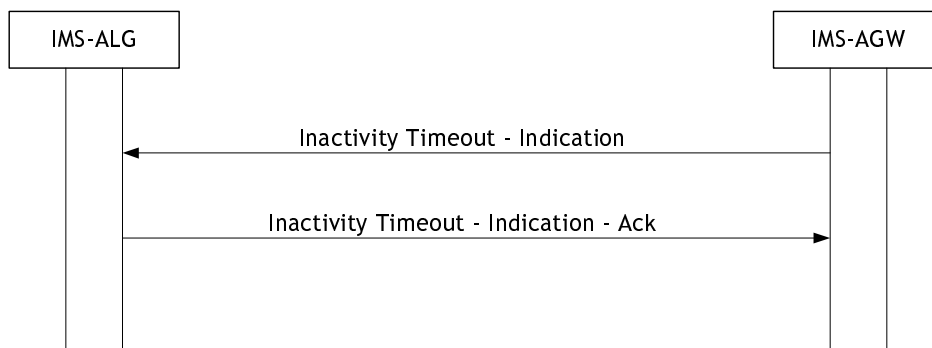 IMS-ALG
IMS-AGW
Inactivity Timeout - Indication
Inactivity Timeout - Indication - Ack